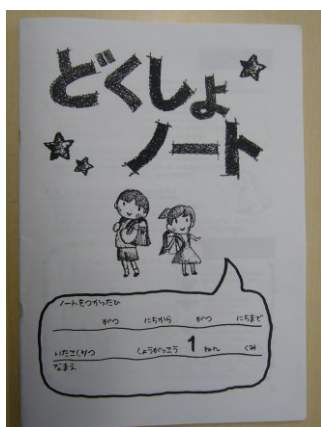 どくしょ
ノート
ノートをつかったひ
がつ にちから がつ にちまで
いたこりつ しょうがっこう 1 ねん くみ
なまえ